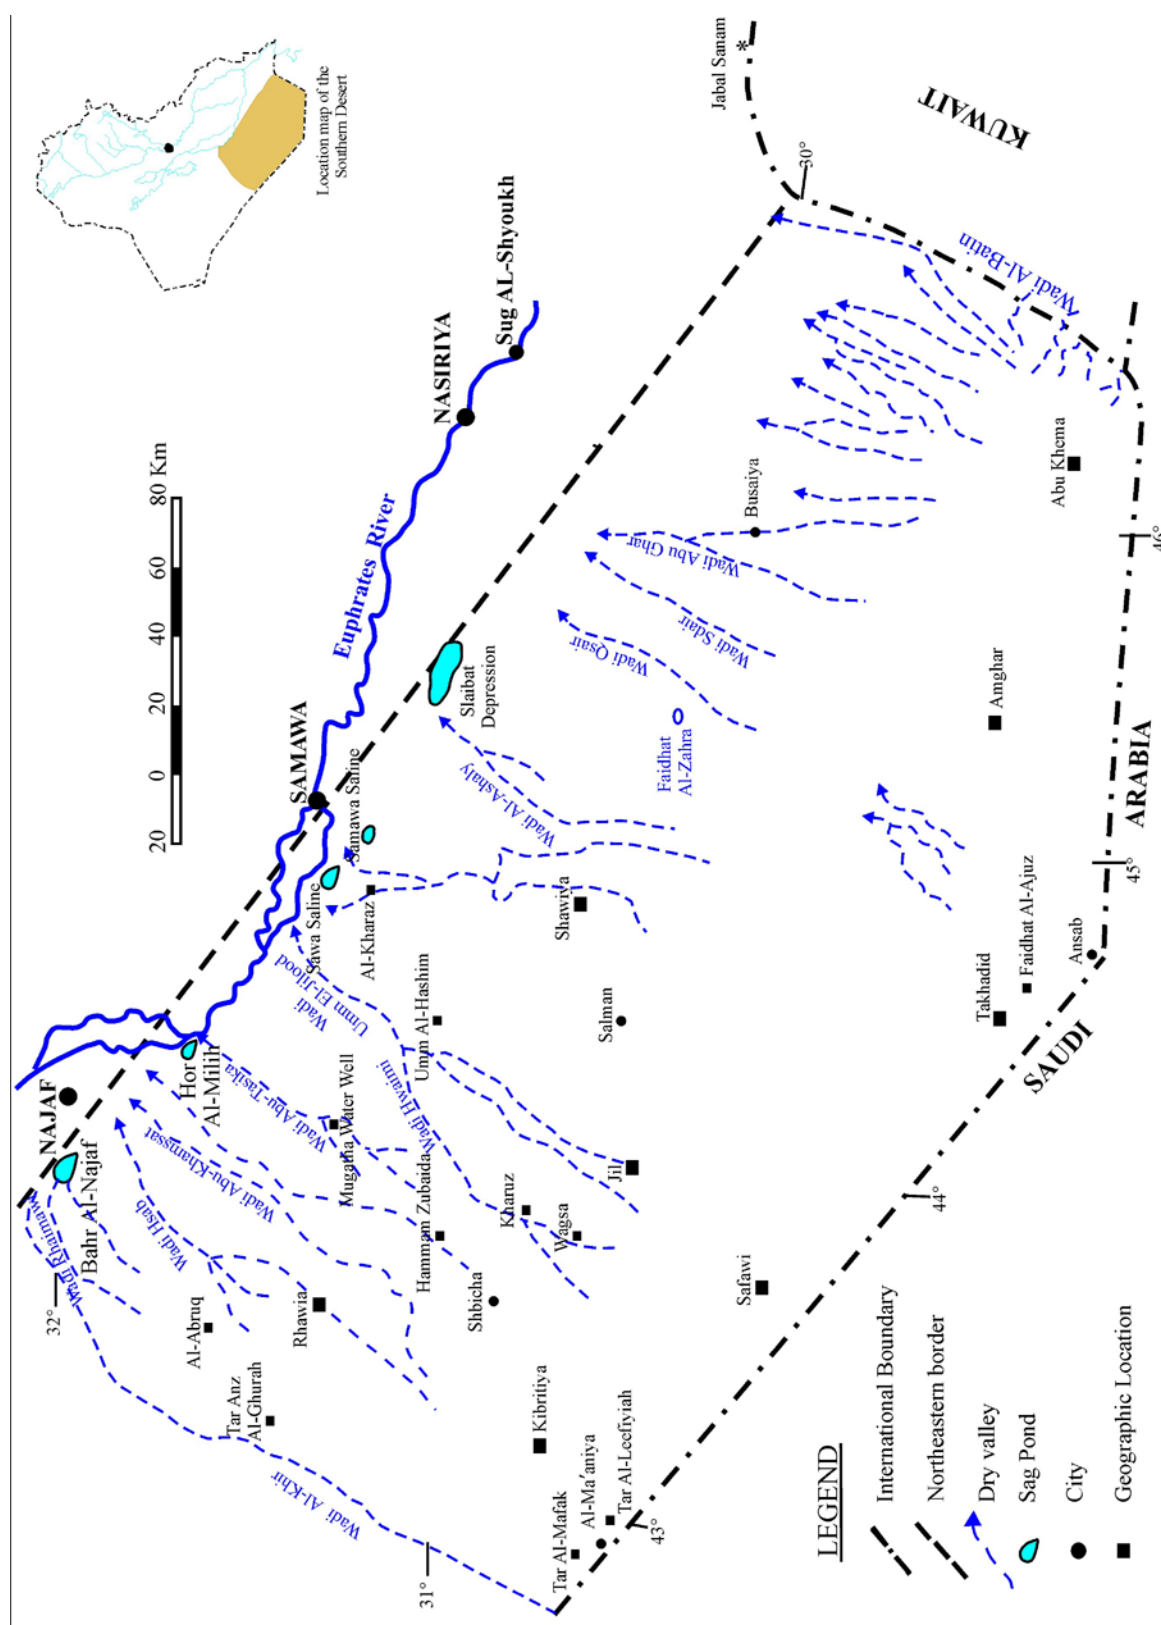 Location map of the
Southern Desert
Jabal Sanam
*
KUWAIT
30°
Sug AL-Shyoukh
NASIRIYA
Euphrates River
SAMAWA
NAJAF
20 0 20 40 60 80 Km
Bahr Al-Najaf
Hor
Al-Milih
Sawa Saline
Samawa Saline
Slaibat
Depression
Al-Kharaz
Wadi Al-Batin
Wadi Abu Ghar
Busaiya
Wadi Sdair
Wadi Qsair
Faidhat
Al-Zahra
Wadi Al-Ashaly
Shawiya
Wadi
Umm El-Jilood
Umm Al-Hashim
Salman
Wadi Hwaimi
Wadi Abu-Tasika
Mugatha Water Well
Wadi Abu-Khamssat
Wadi Hsab
Wadi Rhaimawi
32°
Hammam Zubaida
Kharuz
Wagsa
Jil
Al-Abruq
Rhawia
Shbicha
Tar Anz
Al-Ghurah
Wadi Al-Khir
31°
Kibritiya
Tar Al-Mafak
Al-Ma'aniya
Tar Al-Leefiyiah
43°
Safawi
44°
Takhadid
Faidhat Al-Ajuz
Ansab
45°
Amghar
Abu Khema
46°
SAUDI
ARABIA
LEGEND
International Boundary
Northeastern border
Dry valley
Sag Pond
City
Geographic Location